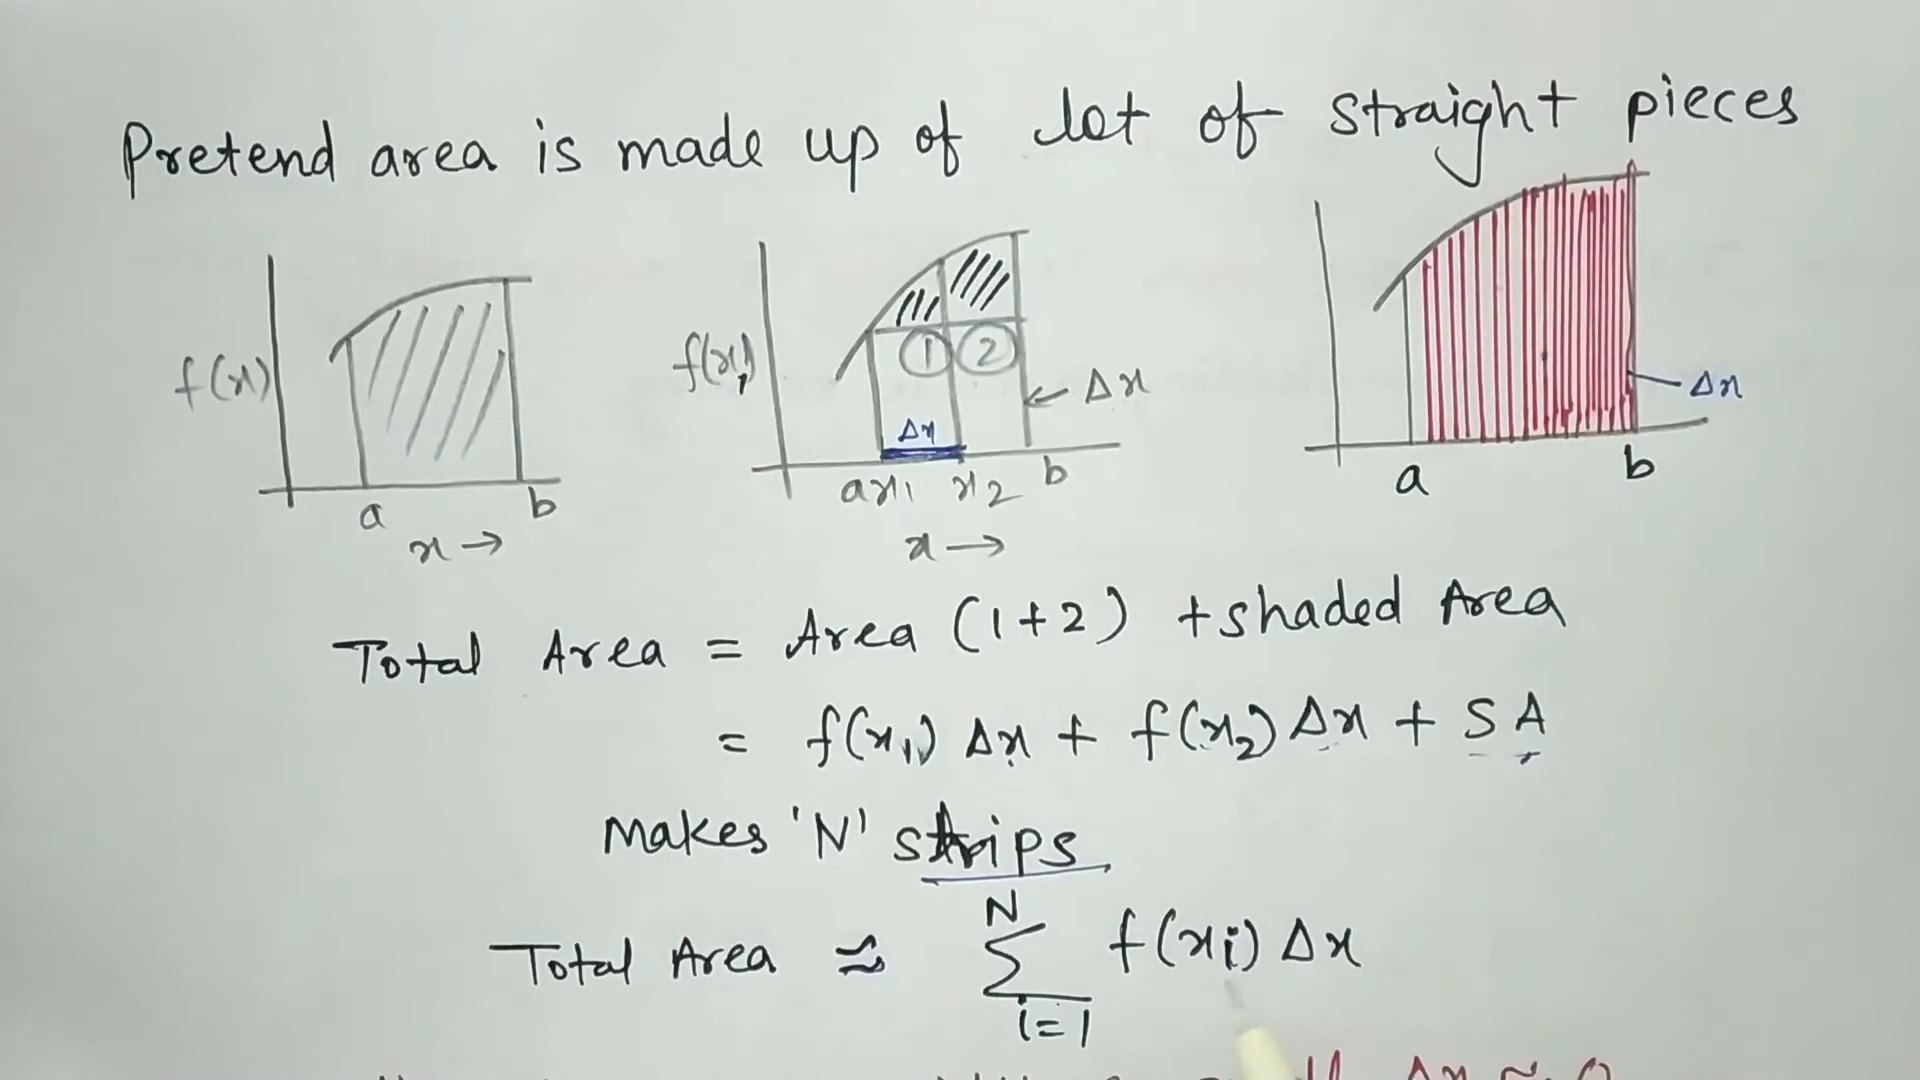 Pretend area is made up of lot of straight pieces
f(x)
a
b
x →
f(x₁)
1
2
Δx
← Δx
a x₁ x₂ b
x →
Δx
a
b
Total Area = Area (1+2) + shaded Area
= f(x₁) Δx + f(x₂) Δx + S A
Makes 'N' strips
Total Area ≈ N Σ i=1 f(xi) Δx